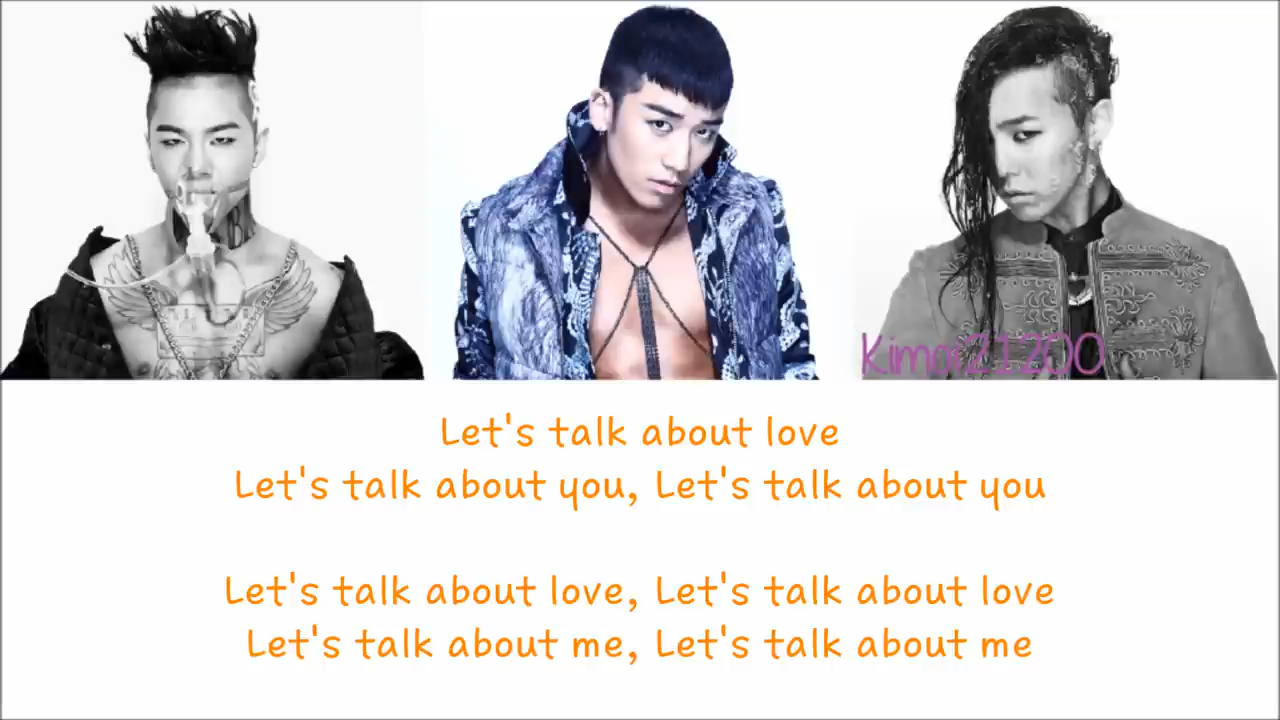 Kimori21200
Let's talk about love
Let's talk about you, Let's talk about you
Let's talk about love, Let's talk about love
Let's talk about me, Let's talk about me